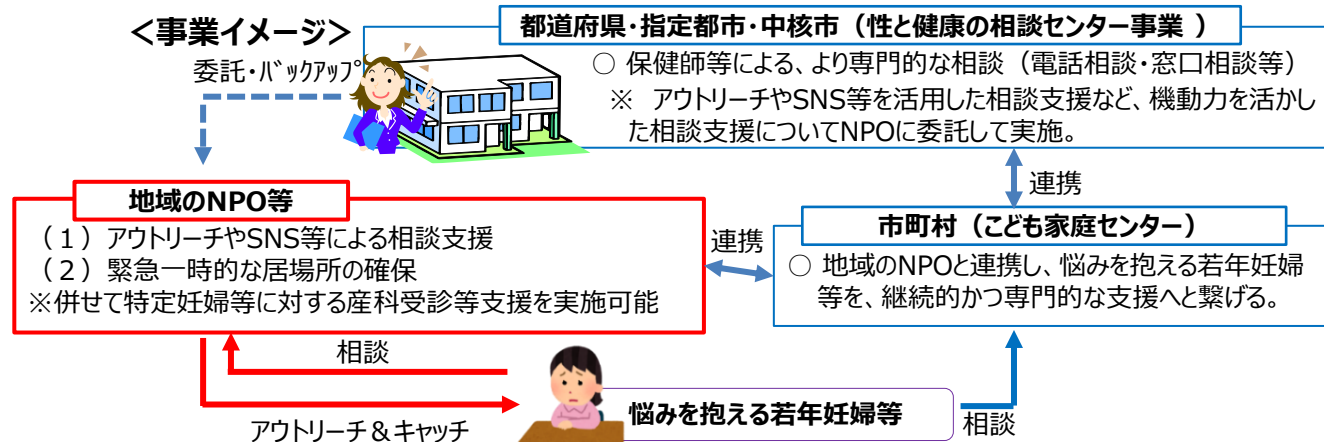 ＜事業イメージ＞
委託・バックアップ
都道府県・指定都市・中核市（性と健康の相談センター事業 ）
○ 保健師等による、より専門的な相談（電話相談・窓口相談等）
※ アウトリーチやSNS等を活用した相談支援など、機動力を活かし
た相談支援についてNPOに委託して実施。
連携
地域のNPO等
（１）アウトリーチやSNS等による相談支援
（２）緊急一時的な居場所の確保
※併せて特定妊婦等に対する産科受診等支援を実施可能
連携
市町村（こども家庭センター）
○ 地域のNPOと連携し、悩みを抱える若年妊婦
等を、継続的かつ専門的な支援へと繋げる。
相談
アウトリーチ＆キャッチ
悩みを抱える若年妊婦等
相談